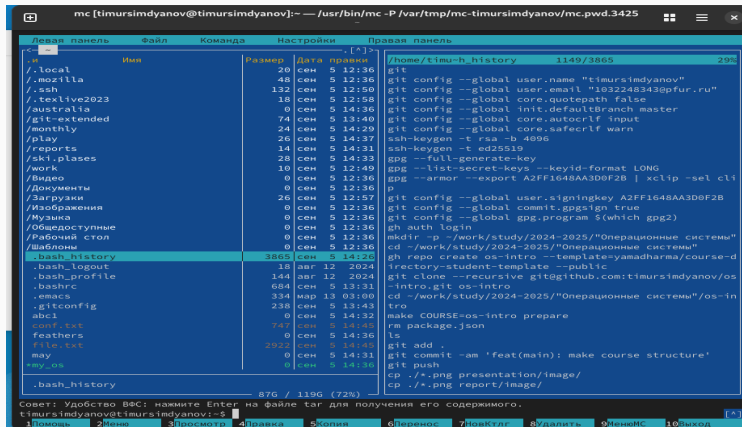 mc [timursimdyanov@timursimdyanov]:~ — /usr/bin/mc -P /var/tmp/mc-timursimdyanov/mc.pwd.3425
Левая панель Файл Команда Настройки Правая панель
<— ~ —.[^]>
.и Имя Размер Дата правки
/.local 20 сен 5 12:36
/.mozilla 48 сен 5 12:36
/.ssh 132 сен 5 12:50
/.texlive2023 18 сен 5 12:58
/australia 0 сен 5 14:36
/git-extended 74 сен 5 13:40
/monthly 24 сен 5 14:29
/play 26 сен 5 14:37
/reports 14 сен 5 14:31
/ski.plases 28 сен 5 14:33
/work 10 сен 5 12:49
/Видео 0 сен 5 12:36
/Документы 0 сен 5 12:36
/Загрузки 26 сен 5 12:57
/Изображения 0 сен 5 12:36
/Музыка 0 сен 5 12:36
/Общедоступные 0 сен 5 12:36
/Рабочий стол 0 сен 5 12:36
/Шаблоны 0 сен 5 12:36
.bash_history 3865 сен 5 14:26
.bash_logout 18 авг 12 2024
.bash_profile 144 авг 12 2024
.bashrc 684 сен 5 13:31
.emacs 334 мар 13 03:00
.gitconfig 238 сен 5 13:43
abc1 0 сен 5 14:32
conf.txt 747 сен 5 14:45
feathers 0 сен 5 14:36
file.txt 2922 сен 5 14:45
may 0 сен 5 14:31
*my_os 0 сен 5 14:36
.bash_history
87G / 119G (72%)
/home/timu~h_history 1149/3865 29%
git
git config --global user.name "timursimdyanov"
git config --global user.email "1032248343@pfur.ru"
git config --global core.quotepath false
git config --global init.defaultBranch master
git config --global core.autocrlf input
git config --global core.safecrlf warn
ssh-keygen -t rsa -b 4096
ssh-keygen -t ed25519
gpg --full-generate-key
gpg --list-secret-keys --keyid-format LONG
gpg --armor --export A2FF1648AA3D0F2B | xclip -sel cli
p
git config --global user.signingkey A2FF1648AA3D0F2B
git config --global commit.gpgsign true
git config --global gpg.program $(which gpg2)
gh auth login
mkdir -p ~/work/study/2024-2025/"Операционные системы"
cd ~/work/study/2024-2025/"Операционные системы"
gh repo create os-intro --template=yamadharma/course-d
irectory-student-template --public
git clone --recursive git@github.com:timursimdyanov/os
-intro.git os-intro
cd ~/work/study/2024-2025/"Операционные системы"/os-in
tro
make COURSE=os-intro prepare
rm package.json
ls
git add .
git commit -am 'feat(main): make course structure'
git push
cp ./*.png presentation/image/
cp ./*.png report/image/
Совет: Удобство ВФС: нажмите Enter на файле tar для получения его содержимого.
timursimdyanov@timursimdyanov:~$ [^]
1Помощь 2Меню 3Просмотр 4Правка 5Копия 6Перенос 7НовКтлг 8Удалить 9МенюМС 10Выход